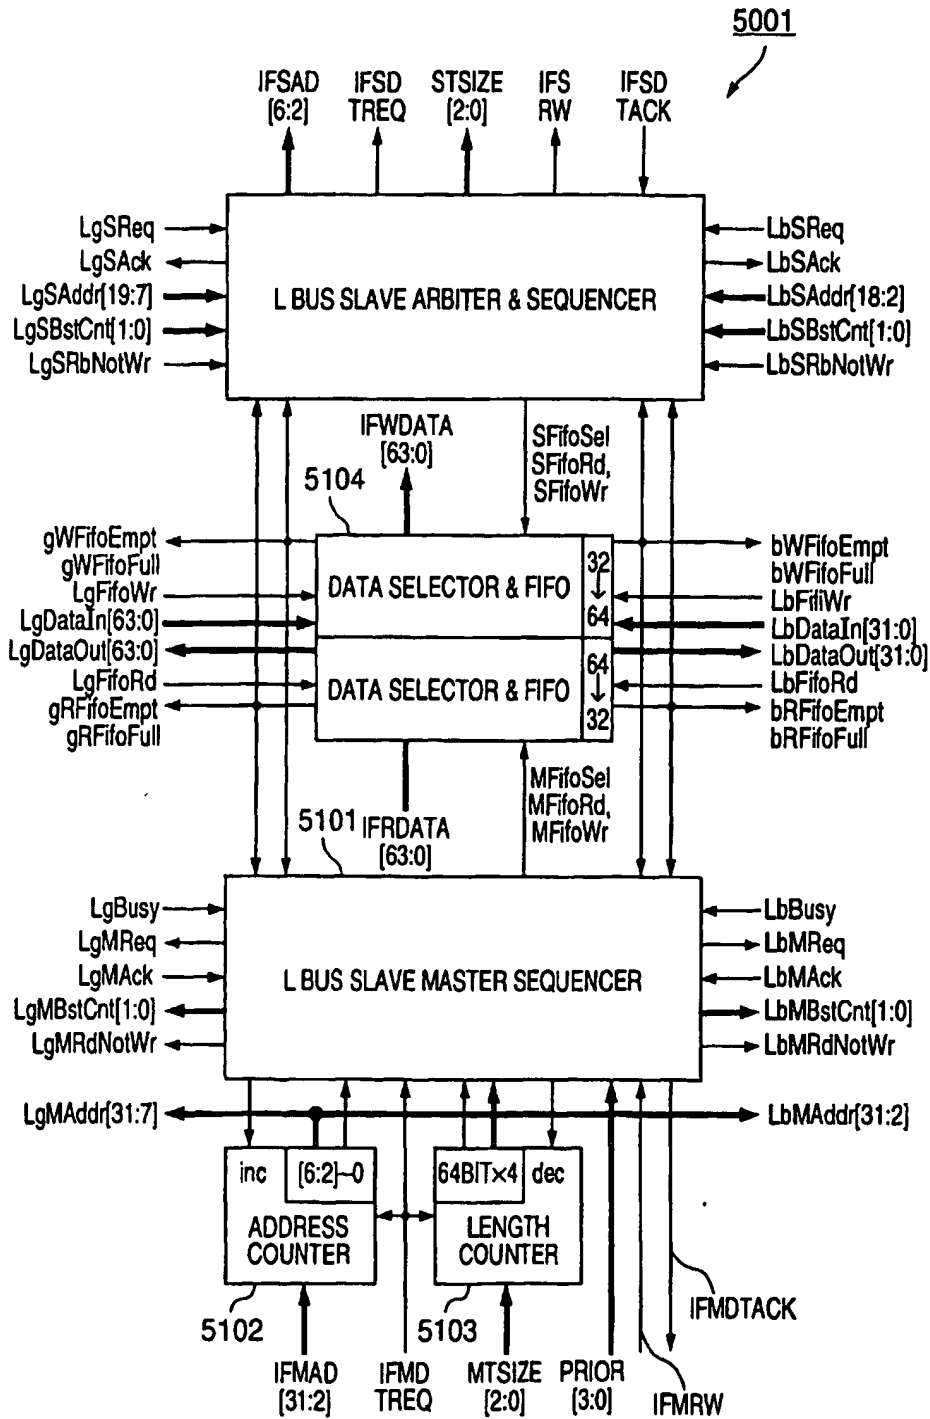 5001
IFSAD
[6:2]
IFSD
TREQ
STSIZE
[2:0]
IFS
RW
IFSD
TACK
LgSReq
LgSAck
LgSAddr[19:7]
LgSBstCnt[1:0]
LgSRbNotWr
L BUS SLAVE ARBITER & SEQUENCER
LbSReq
LbSAck
LbSAddr[18:2]
LbSBstCnt[1:0]
LbSRbNotWr
IFWDATA
[63:0]
5104
SFifoSel
SFifoRd,
SFifoWr
gWFifoEmpt
gWFifoFull
LgFifoWr
LgDataIn[63:0]
LgDataOut[63:0]
LgFifoRd
gRFifoEmpt
gRFifoFull
DATA SELECTOR & FIFO
32
64
DATA SELECTOR & FIFO
64
32
bWFifoEmpt
bWFifoFull
LbFifiWr
LbDataIn[31:0]
LbDataOut[31:0]
LbFifoRd
bRFifoEmpt
bRFifoFull
5101
IFRDATA
[63:0]
MFifoSel
MFifoRd,
MFifoWr
LgBusy
LgMReq
LgMAck
LgMBstCnt[1:0]
LgMRdNotWr
L BUS SLAVE MASTER SEQUENCER
LbBusy
LbMReq
LbMAck
LbMBstCnt[1:0]
LbMRdNotWr
LgMAddr[31:7]
LbMAddr[31:2]
inc
[6:2]-0
ADDRESS
COUNTER
64BIT×4
dec
LENGTH
COUNTER
5102
5103
IFMDTACK
IFMAD
[31:2]
IFMD
TREQ
MTSIZE
[2:0]
PRIOR
[3:0]
IFMRW